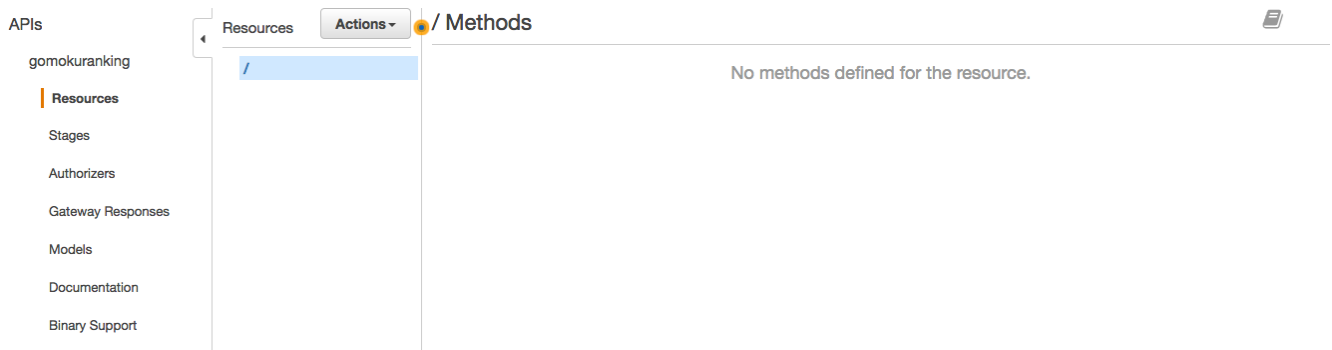 APIs
gomokuranking
Resources
Stages
Authorizers
Gateway Responses
Models
Documentation
Binary Support
Resources
Actions
/
/ Methods
No methods defined for the resource.